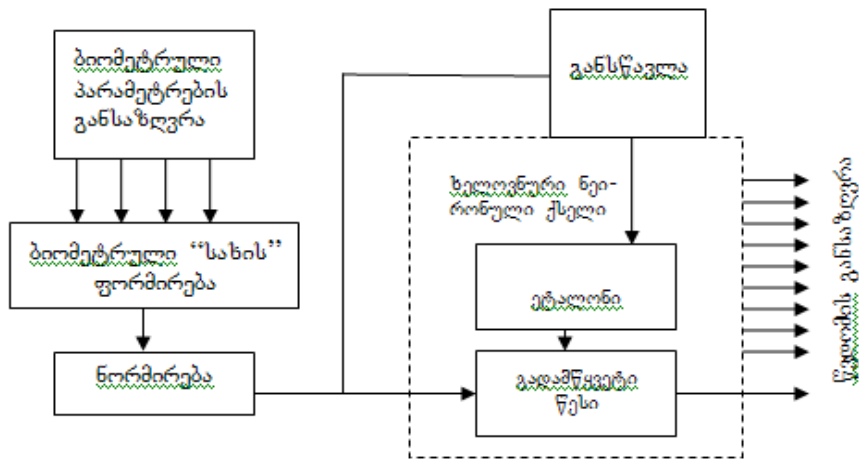 ბიომეტრული
პარამეტრების
განსაზღვრა
ბიომეტრული “სახის”
ფორმირება
ნორმირება
განსწავლა
ხელოვნური ნეი-
რონული ქსელი
ეტალონი
გადამწყვეტი
წესი
წვდომის განსაზღვრა